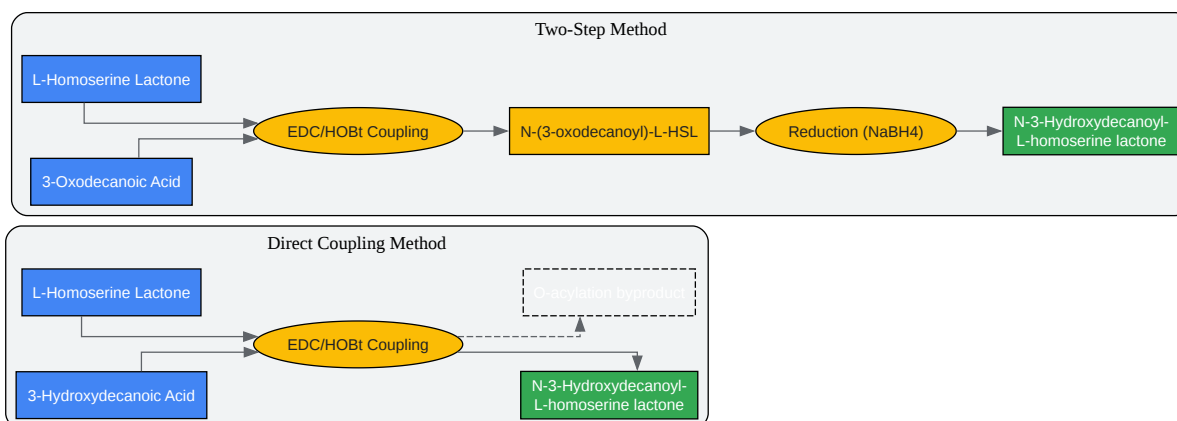 Two-Step Method
L-Homoserine Lactone
3-Oxodecanoic Acid
EDC/HOBt Coupling
N-(3-oxodecanoyl)-L-HSL
Reduction (NaBH4)
N-3-Hydroxydecanoyl-
L-homoserine lactone
Direct Coupling Method
L-Homoserine Lactone
3-Hydroxydecanoic Acid
EDC/HOBt Coupling
O-acylation byproduct
N-3-Hydroxydecanoyl-
L-homoserine lactone